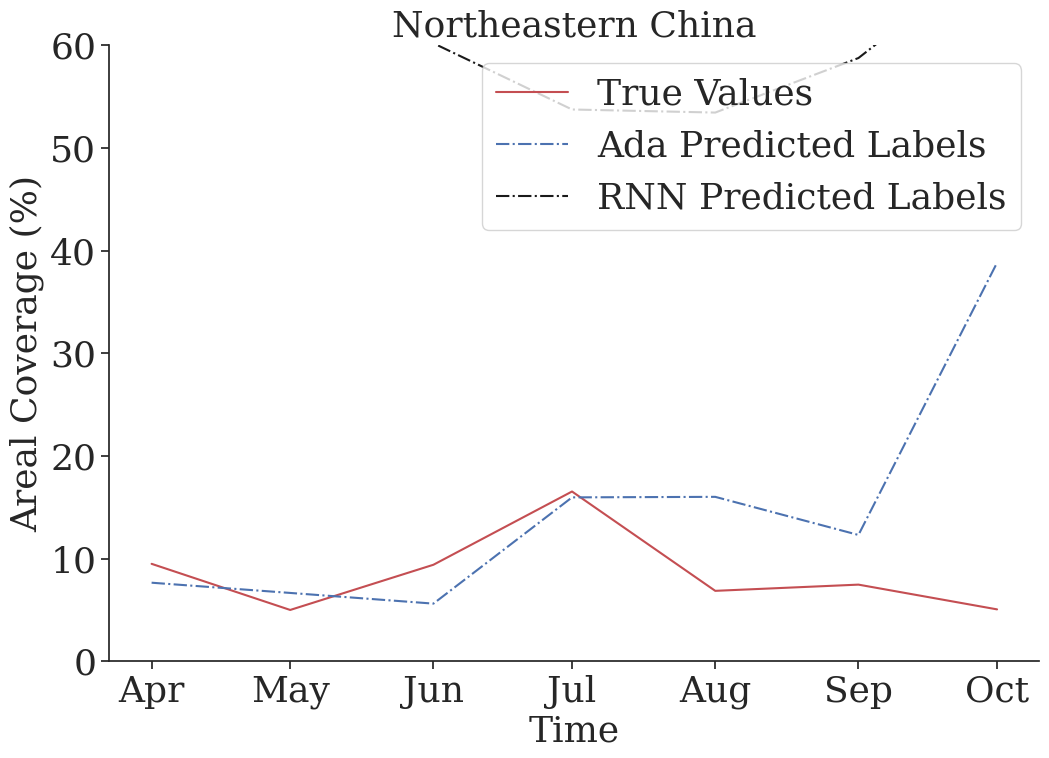 Northeastern China
60
50
40
30
20
10
0
Areal Coverage (%)
True Values
Ada Predicted Labels
RNN Predicted Labels
Apr May Jun Jul Aug Sep Oct
Time